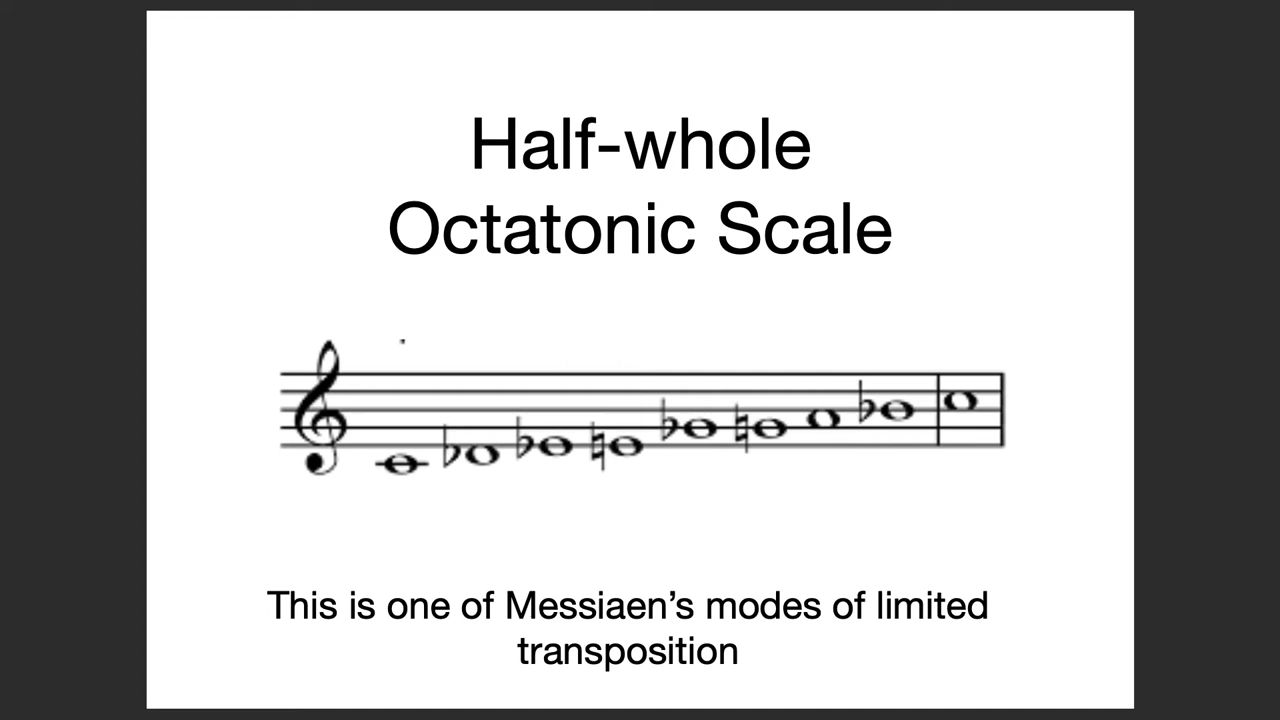 Half-whole
Octatonic Scale
This is one of Messiaen’s modes of limited
transposition